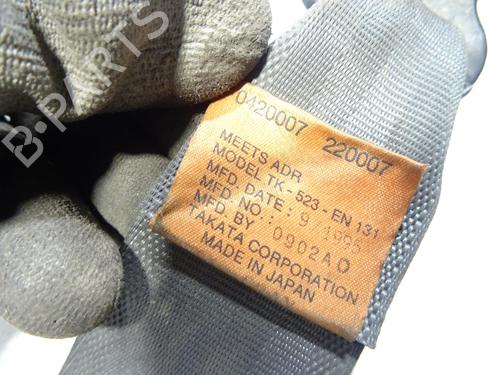 B-PARTS
0420007 220007
MEETS ADR
MODEL TK-523-EN 131
MFD. DATE: 9/1995
MFD. NO.: 0902A0
MFD. BY
TAKATA CORPORATION
MADE IN JAPAN